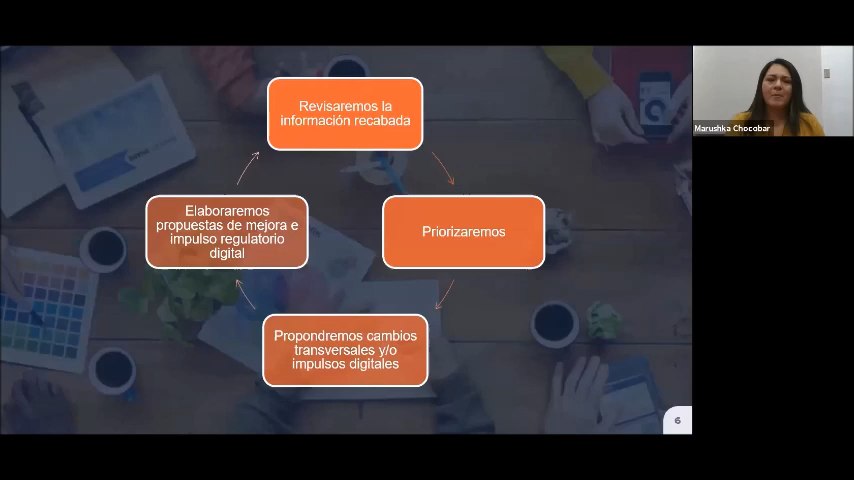 Revisaremos la
información recabada
Marushka Chocobar
Elaboraremos
propuestas de mejora e
impulso regulatorio
digital
Priorizaremos
Propondremos cambios
transversales y/o
impulsos digitales
6